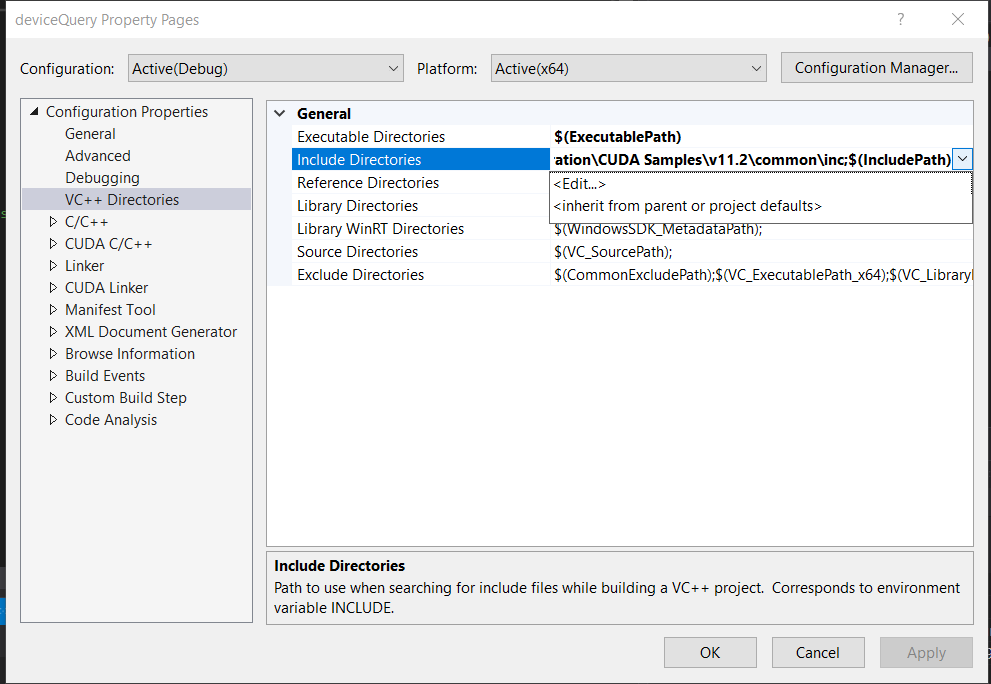 deviceQuery Property Pages
Configuration: Active(Debug) Platform: Active(x64) Configuration Manager...
Configuration Properties
General
Advanced
Debugging
VC++ Directories
C/C++
CUDA C/C++
Linker
CUDA Linker
Manifest Tool
XML Document Generator
Browse Information
Build Events
Custom Build Step
Code Analysis
General
Executable Directories $(ExecutablePath)
Include Directories ation\CUDA Samples\v11.2\common\inc;$(IncludePath)
Reference Directories <Edit...>
Library Directories <inherit from parent or project defaults>
Library WinRT Directories $(WindowsSDK_MetadataPath);
Source Directories $(VC_SourcePath);
Exclude Directories $(CommonExcludePath);$(VC_ExecutablePath_x64);$(VC_Library
Include Directories
Path to use when searching for include files while building a VC++ project. Corresponds to environment
variable INCLUDE.
OK Cancel Apply